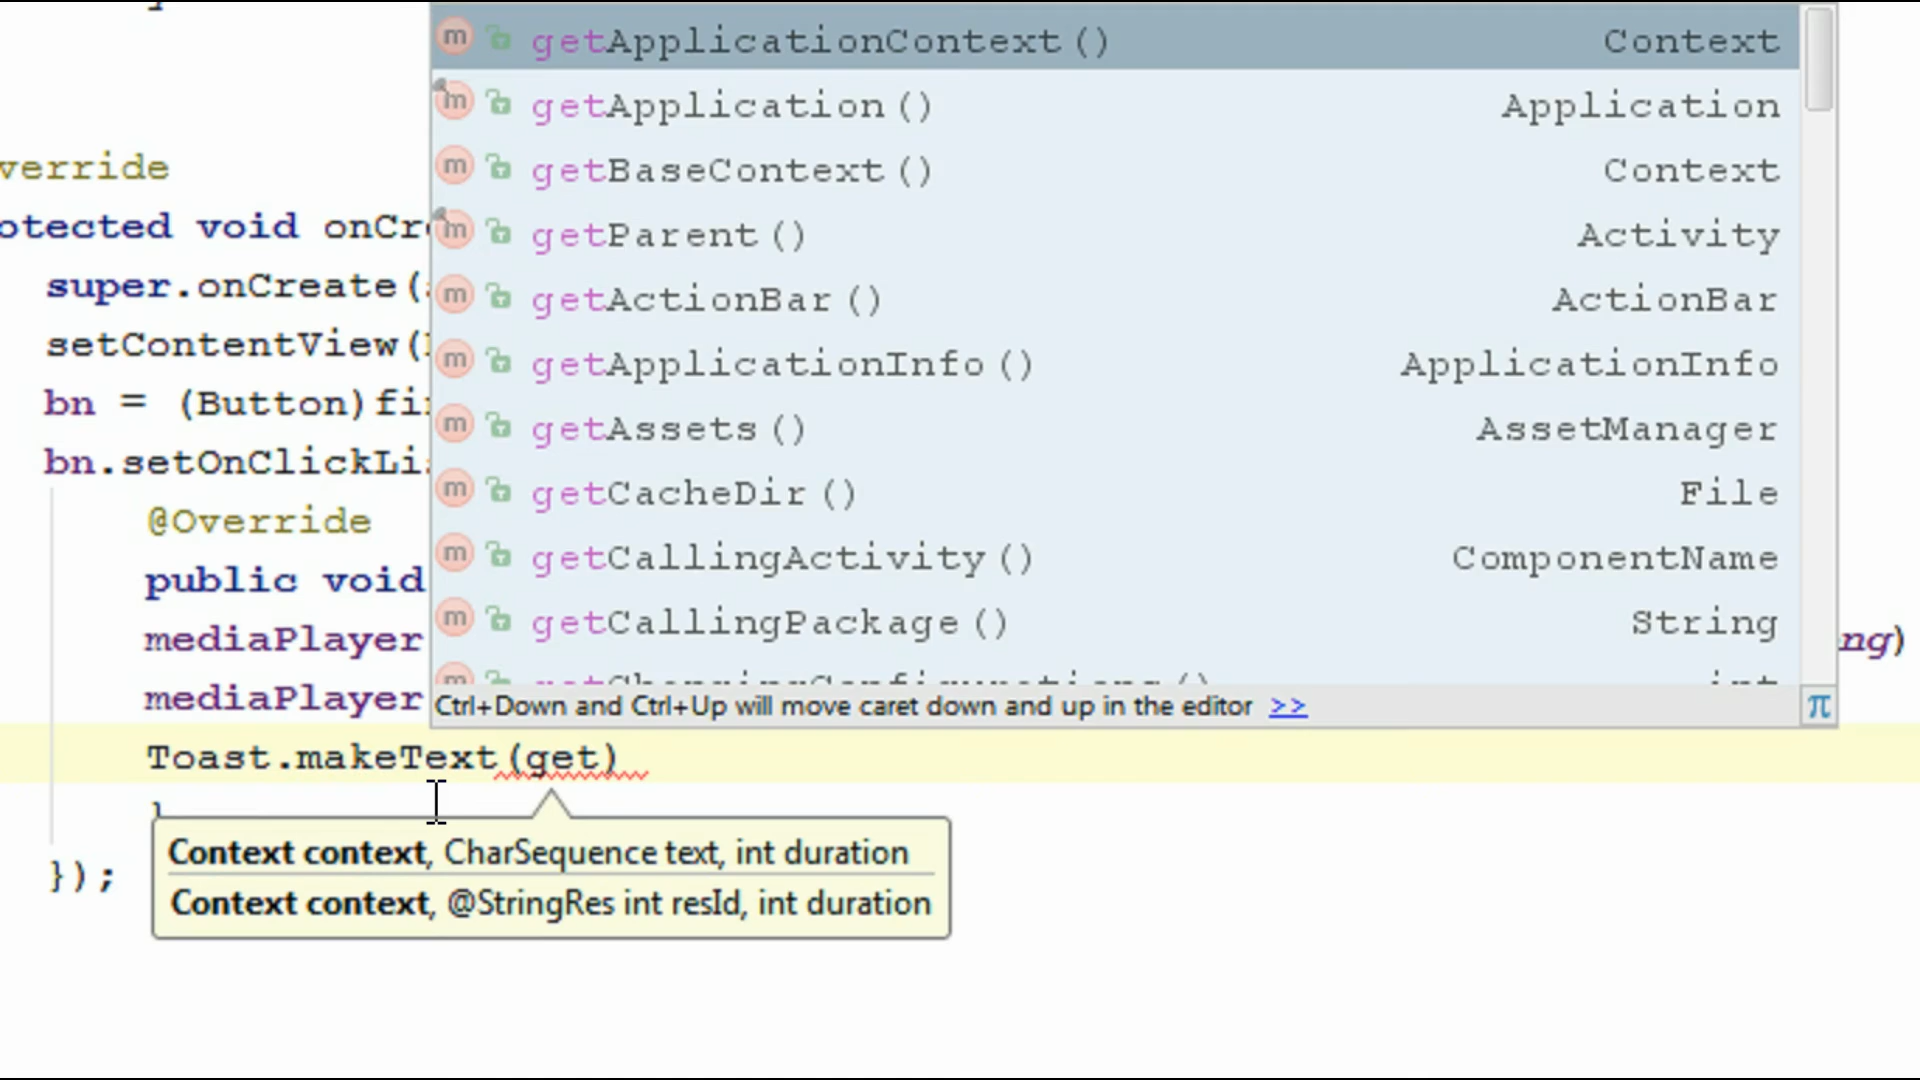 getApplicationContext() Context
getApplication() Application
verride getBaseContext() Context
otected void onCr getParent() Activity
super.onCreate( getActionBar() ActionBar
setContentView( getApplicationInfo() ApplicationInfo
bn = (Button)fi getAssets() AssetManager
bn.setOnClickLi getCacheDir() File
@Override getCallingActivity() ComponentName
public void getCallingPackage() String
mediaPlayer ng)
getChangingConfigurations() int
mediaPlayer Ctrl+Down and Ctrl+Up will move caret down and up in the editor >> π
Toast.makeText(get)
Context context, CharSequence text, int duration
});
Context context, @StringRes int resId, int duration